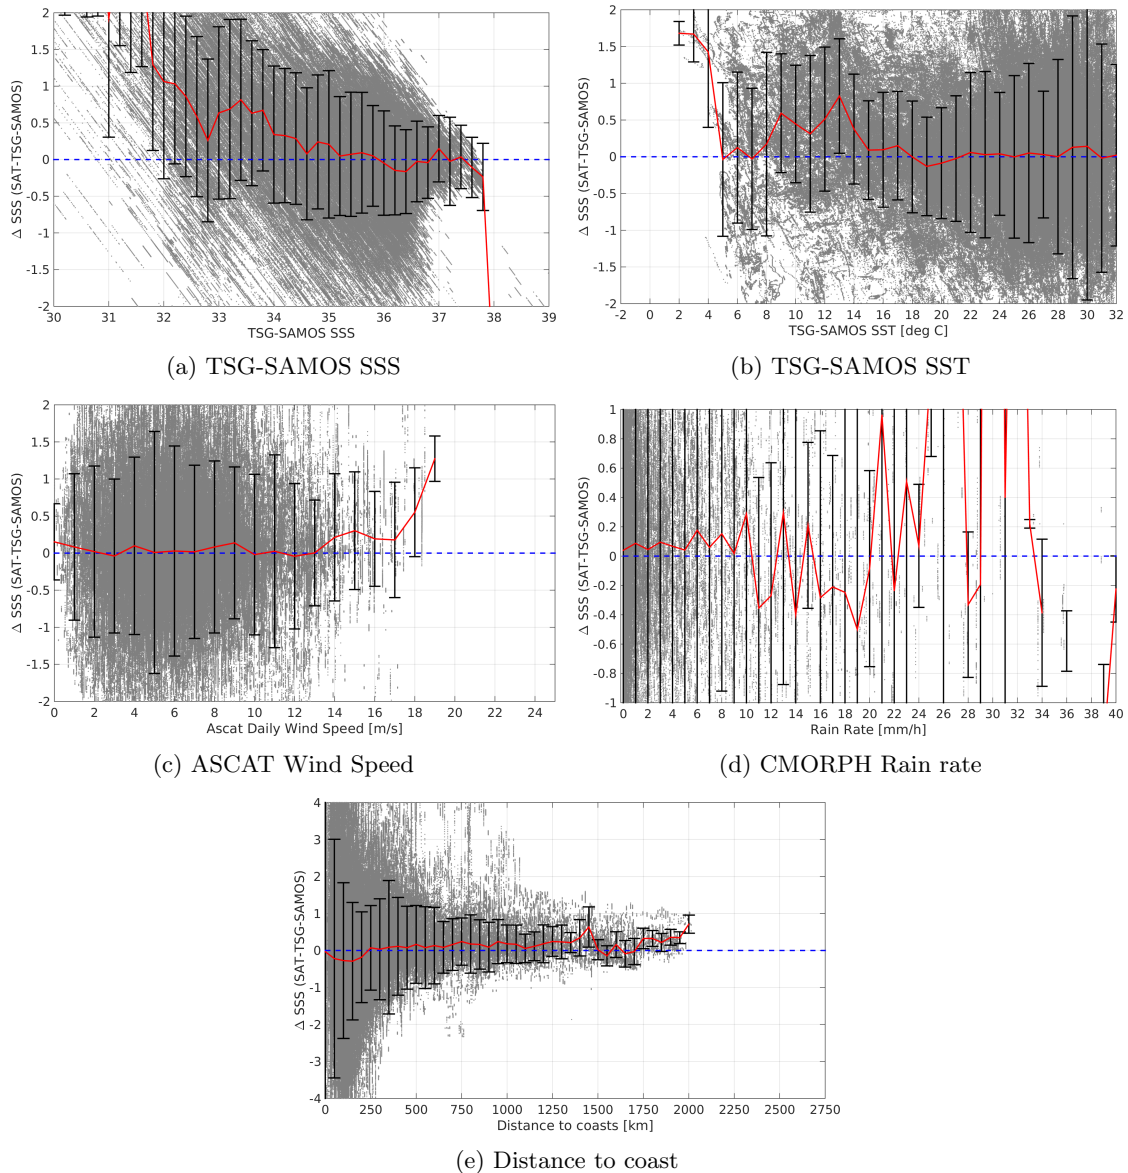 Δ SSS (SAT-TSG-SAMOS)
2
1.5
1
0.5
0
-0.5
-1
-1.5
-2
30 31 32 33 34 35 36 37 38 39
TSG-SAMOS SSS
(a) TSG-SAMOS SSS
Δ SSS (SAT-TSG-SAMOS)
2
1.5
1
0.5
0
-0.5
-1
-1.5
-2
-2 0 2 4 6 8 10 12 14 16 18 20 22 24 26 28 30 32
TSG-SAMOS SST [deg C]
(b) TSG-SAMOS SST
Δ SSS (SAT-TSG-SAMOS)
2
1.5
1
0.5
0
-0.5
-1
-1.5
-2
0 2 4 6 8 10 12 14 16 18 20 22 24
Ascat Daily Wind Speed [m/s]
(c) ASCAT Wind Speed
Δ SSS (SAT-TSG-SAMOS)
1
0.8
0.6
0.4
0.2
0
-0.2
-0.4
-0.6
-0.8
-1
0 2 4 6 8 10 12 14 16 18 20 22 24 26 28 30 32 34 36 38 40
Rain Rate [mm/h]
(d) CMORPH Rain rate
Δ SSS (SAT-TSG-SAMOS)
4
3
2
1
0
-1
-2
-3
-4
0 250 500 750 1000 1250 1500 1750 2000 2250 2500 2750
Distance to coasts [km]
(e) Distance to coast